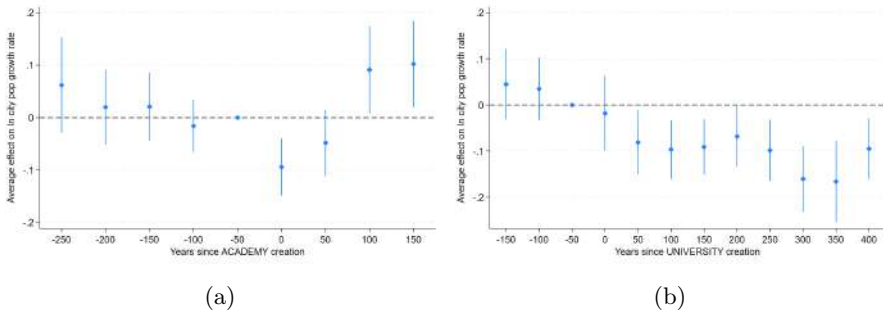 Average effect on ln city pop growth rate
.2
.1
0
-.1
-.2
-250 -200 -150 -100 -50 0 50 100 150
Years since ACADEMY creation
(a)
Average effect on ln city pop growth rate
.2
.1
0
-.1
-.2
-150 -100 -50 0 50 100 150 200 250 300 350 400
Years since UNIVERSITY creation
(b)